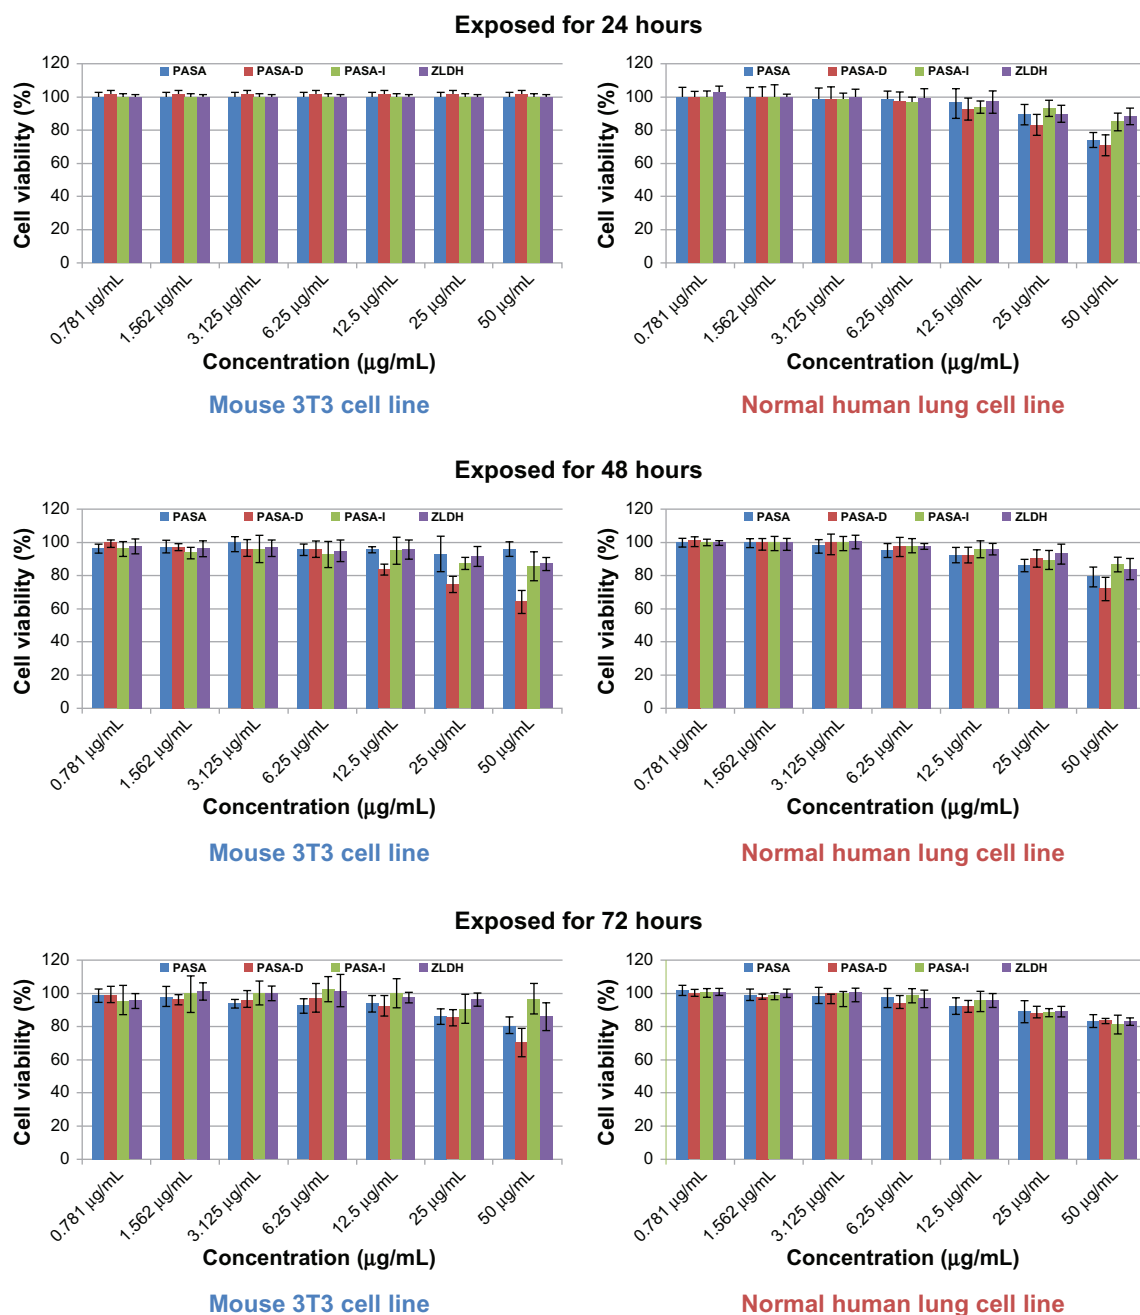 Exposed for 24 hours
PASA PASA-D PASA-I ZLDH
Cell viability (%)
120
100
80
60
40
20
0
0.781 µg/mL 1.562 µg/mL 3.125 µg/mL 6.25 µg/mL 12.5 µg/mL 25 µg/mL 50 µg/mL
Concentration (µg/mL)
Mouse 3T3 cell line
PASA PASA-D PASA-I ZLDH
Cell viability (%)
120
100
80
60
40
20
0
0.781 µg/mL 1.562 µg/mL 3.125 µg/mL 6.25 µg/mL 12.5 µg/mL 25 µg/mL 50 µg/mL
Concentration (µg/mL)
Normal human lung cell line
Exposed for 48 hours
PASA PASA-D PASA-I ZLDH
Cell viability (%)
120
100
80
60
40
20
0
0.781 µg/mL 1.562 µg/mL 3.125 µg/mL 6.25 µg/mL 12.5 µg/mL 25 µg/mL 50 µg/mL
Concentration (µg/mL)
Mouse 3T3 cell line
PASA PASA-D PASA-I ZLDH
Cell viability (%)
120
100
80
60
40
20
0
0.781 µg/mL 1.562 µg/mL 3.125 µg/mL 6.25 µg/mL 12.5 µg/mL 25 µg/mL 50 µg/mL
Concentration (µg/mL)
Normal human lung cell line
Exposed for 72 hours
PASA PASA-D PASA-I ZLDH
Cell viability (%)
120
100
80
60
40
20
0
0.781 µg/mL 1.562 µg/mL 3.125 µg/mL 6.25 µg/mL 12.5 µg/mL 25 µg/mL 50 µg/mL
Concentration (µg/mL)
Mouse 3T3 cell line
PASA PASA-D PASA-I ZLDH
Cell viability (%)
120
100
80
60
40
20
0
0.781 µg/mL 1.562 µg/mL 3.125 µg/mL 6.25 µg/mL 12.5 µg/mL 25 µg/mL 50 µg/mL
Concentration (µg/mL)
Normal human lung cell line